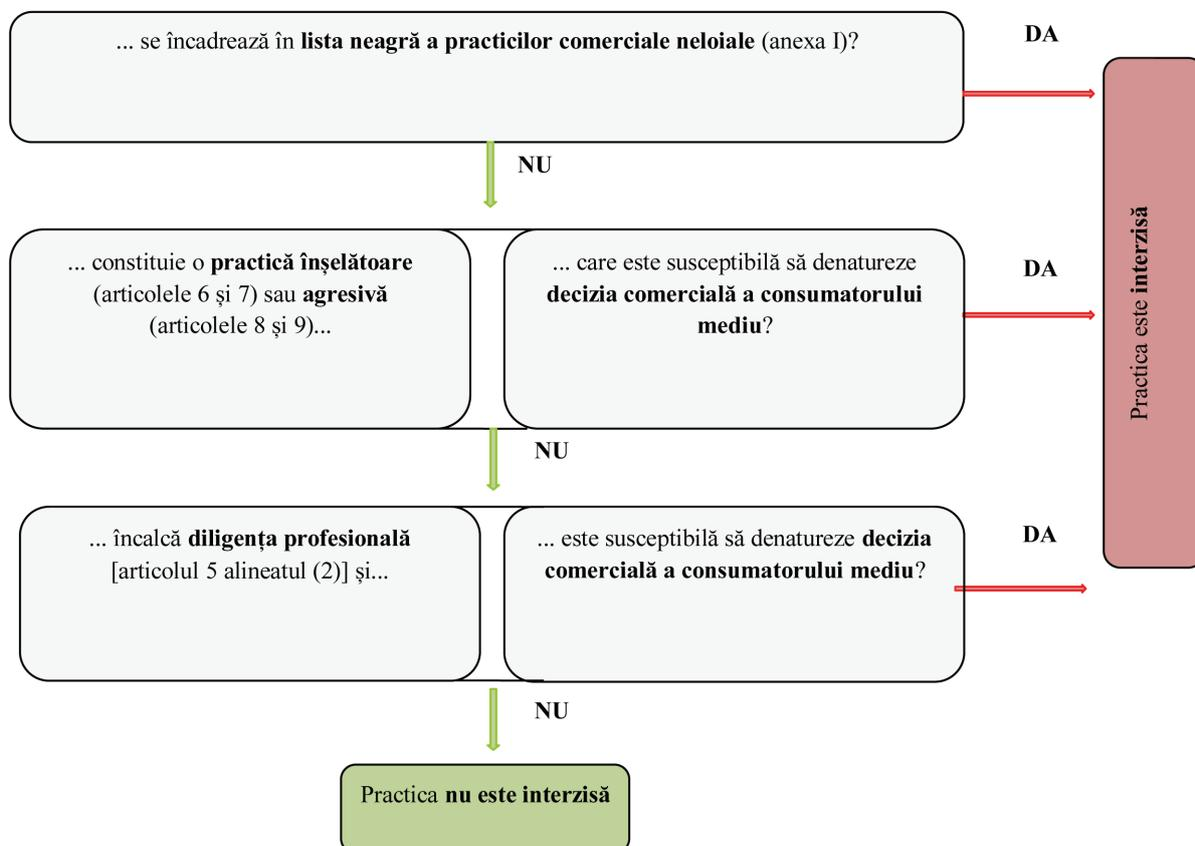 ... se încadrează în lista neagră a practicilor comerciale neloiale (anexa I)?
DA
NU
... constituie o practică înșelătoare
(articolele 6 și 7) sau agresivă
(articolele 8 și 9)...
... care este susceptibilă să denatureze
decizia comercială a consumatorului
mediu?
DA
Practica este interzisă
NU
... încalcă diligența profesională
[articolul 5 alineatul (2)] și...
... este susceptibilă să denatureze decizia
comercială a consumatorului mediu?
DA
NU
Practica nu este interzisă